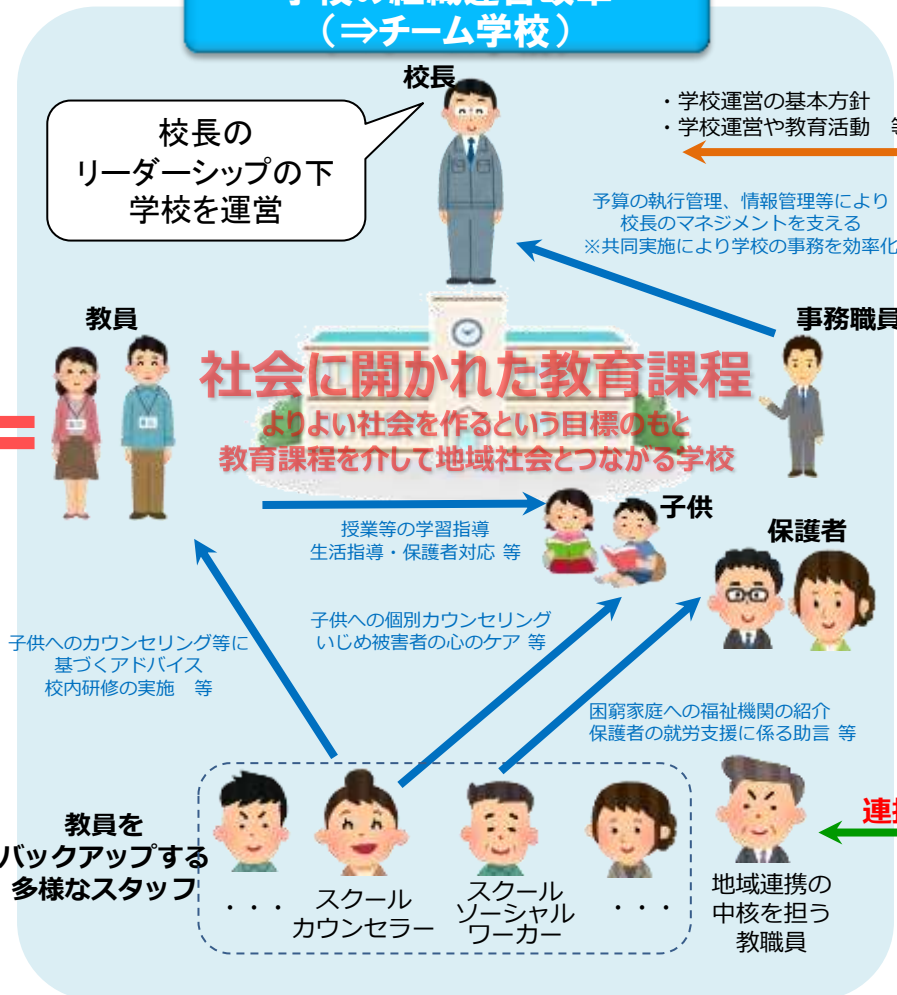 (⇒チーム学校)
校長
校長の
リーダーシップの下
学校を運営
・学校運営の基本方針
・学校運営や教育活動
予算の執行管理、情報管理等により
校長のマネジメントを支える
※共同実施により学校の事務を効率化
教員
事務職員
社会に開かれた教育課程
よりよい社会を作るという目標のもと
教育課程を介して地域社会とつながる学校
子供
授業等の学習指導
生活指導・保護者対応 等
保護者
子供への個別カウンセリング
いじめ被害者の心のケア 等
子供へのカウンセリング等に
基づくアドバイス
校内研修の実施 等
困窮家庭への福祉機関の紹介
保護者の就労支援に係る助言 等
教員を
バックアップする
多様なスタッフ
・・・
スクール
カウンセラー
スクール
ソーシャル
ワーカー
・・・
地域連携の
中核を担う
教職員